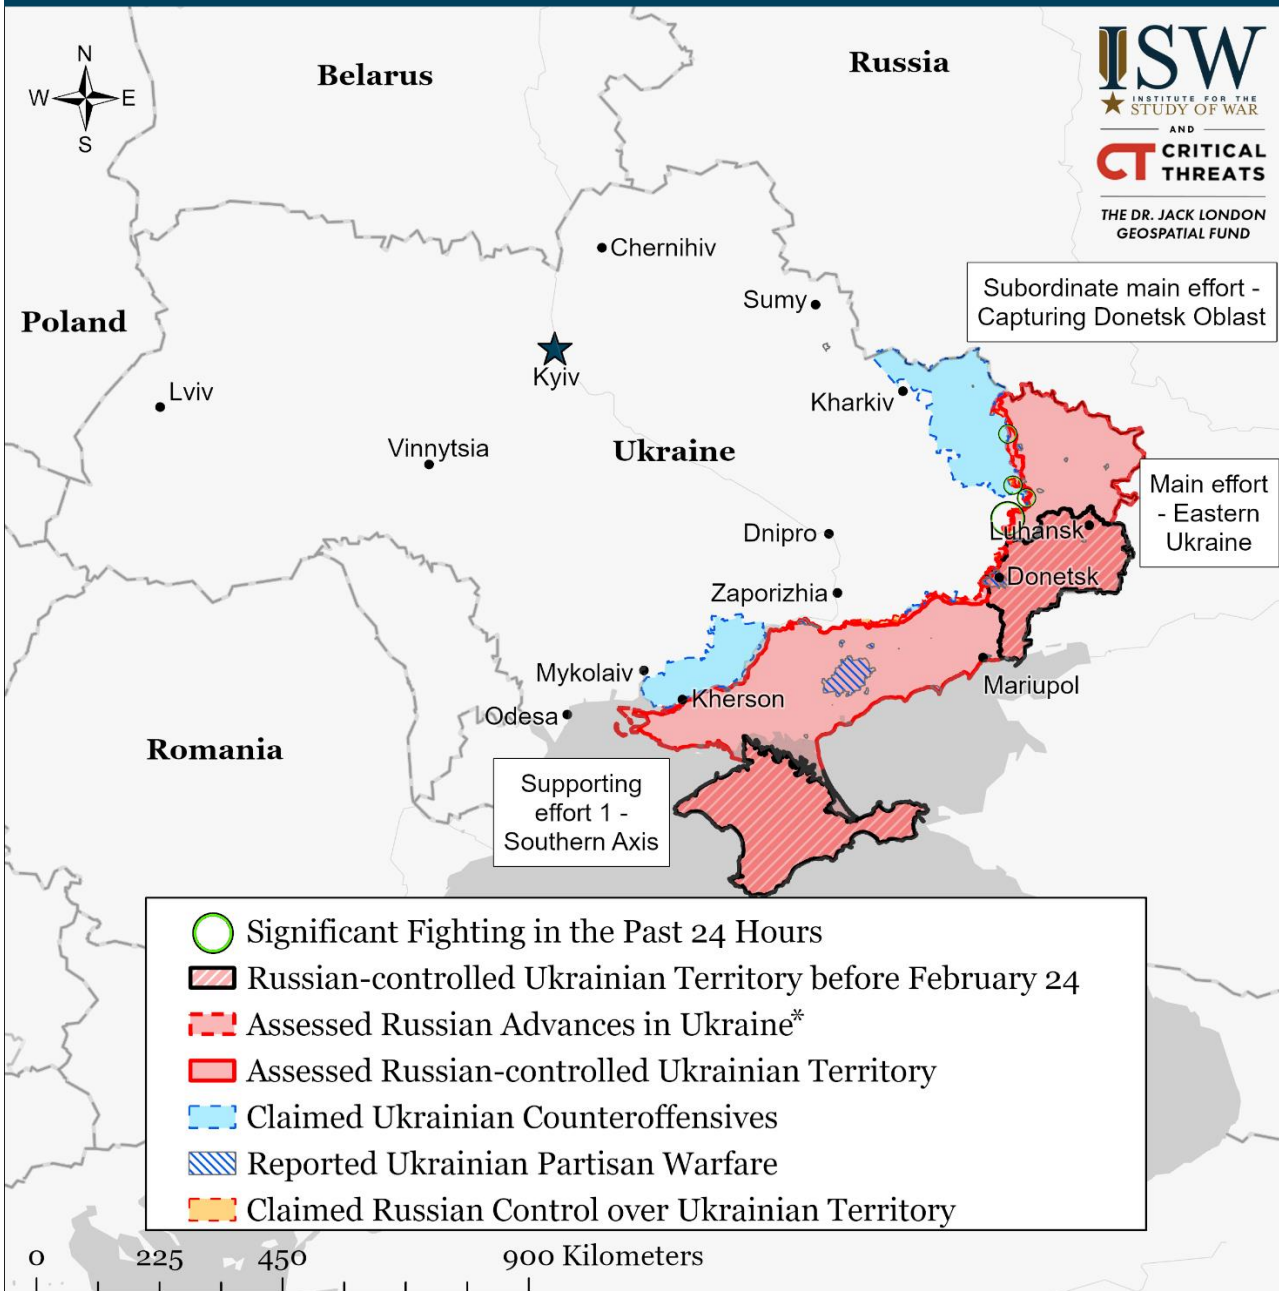 N
W E
S
Belarus
Russia
ISW
INSTITUTE FOR THE
STUDY OF WAR
AND
CT CRITICAL
THREATS
THE DR. JACK LONDON
GEOSPATIAL FUND
Chernihiv
Subordinate main effort -
Capturing Donetsk Oblast
Sumy
Poland
Kyiv
Lviv
Kharkiv
Vinnytsia
Ukraine
Main effort
- Eastern
Ukraine
Dnipro
Luhansk
Donetsk
Zaporizhia
Mykolaiv
Mariupol
Kherson
Odesa
Romania
Supporting
effort 1 -
Southern Axis
Significant Fighting in the Past 24 Hours
Russian-controlled Ukrainian Territory before February 24
Assessed Russian Advances in Ukraine*
Assessed Russian-controlled Ukrainian Territory
Claimed Ukrainian Counteroffensives
Reported Ukrainian Partisan Warfare
Claimed Russian Control over Ukrainian Territory
0 225 450 900 Kilometers